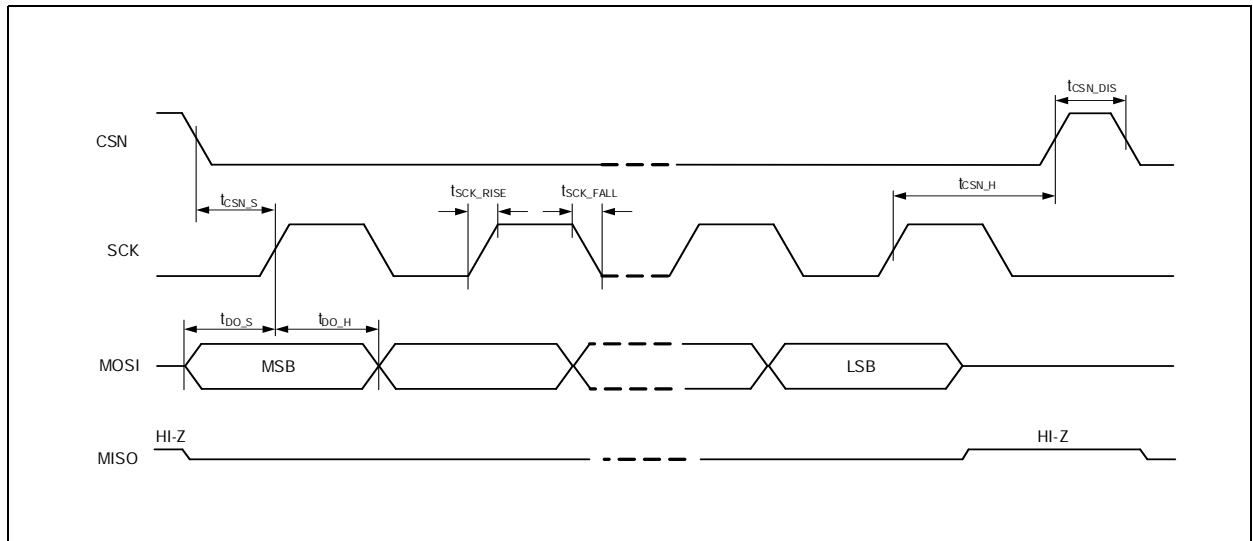 tCSN_DIS
CSN
tCSN_S
tSCK_RISE
tSCK_FALL
tCSN_H
SCK
tDO_S
tDO_H
MOSI
MSB
LSB
HI-Z
HI-Z
MISO